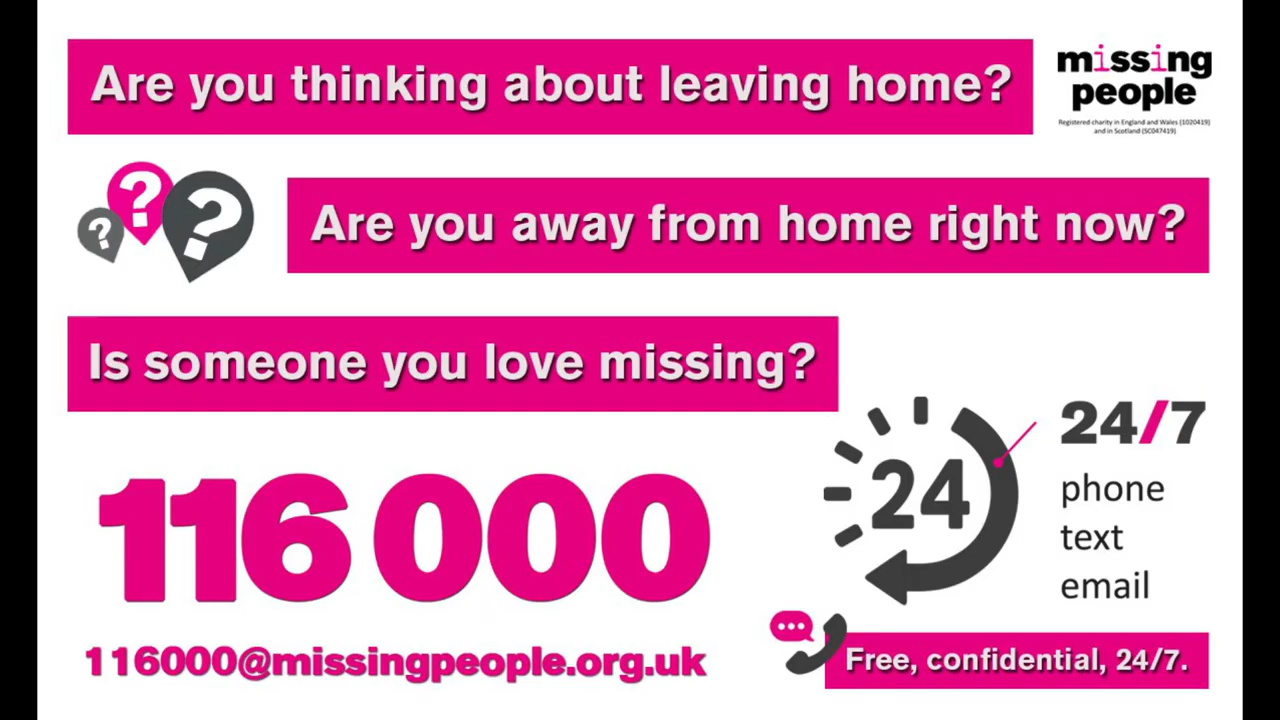 Are you thinking about leaving home?
missing
people
Registered charity in England and Wales (1020419)
and in Scotland (SC047419)
? ? ?
Are you away from home right now?
Is someone you love missing?
24
24/7
phone
text
email
116 000
116000@missingpeople.org.uk
Free, confidential, 24/7.